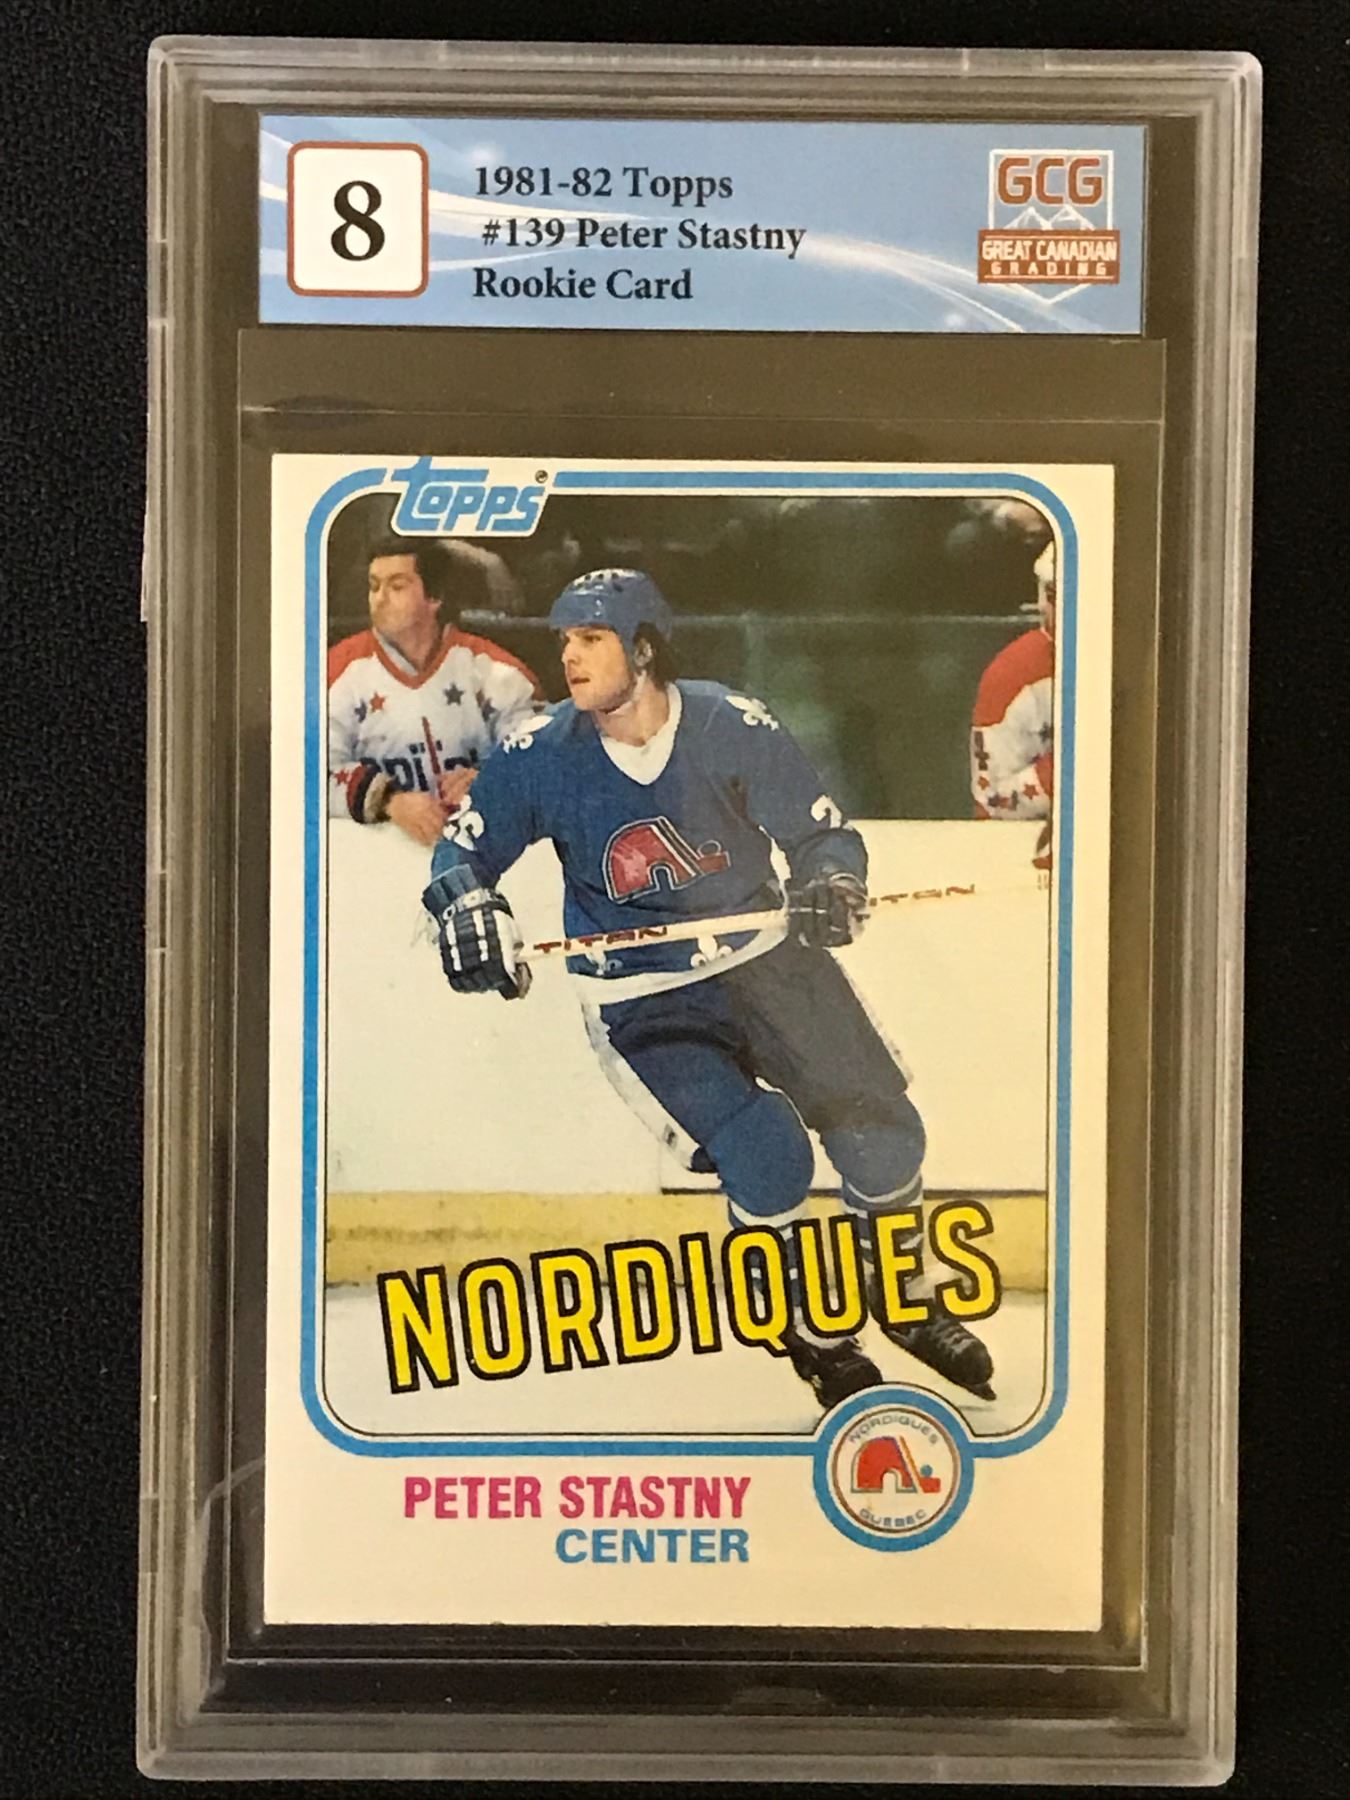 8
1981-82 Topps
#139 Peter Stastny
Rookie Card
GCG
GREAT CANADIAN
GRADING
Topps®
TITAN
TITAN
NORDIQUES
NORDIQUES
QUEBEC
PETER STASTNY
CENTER